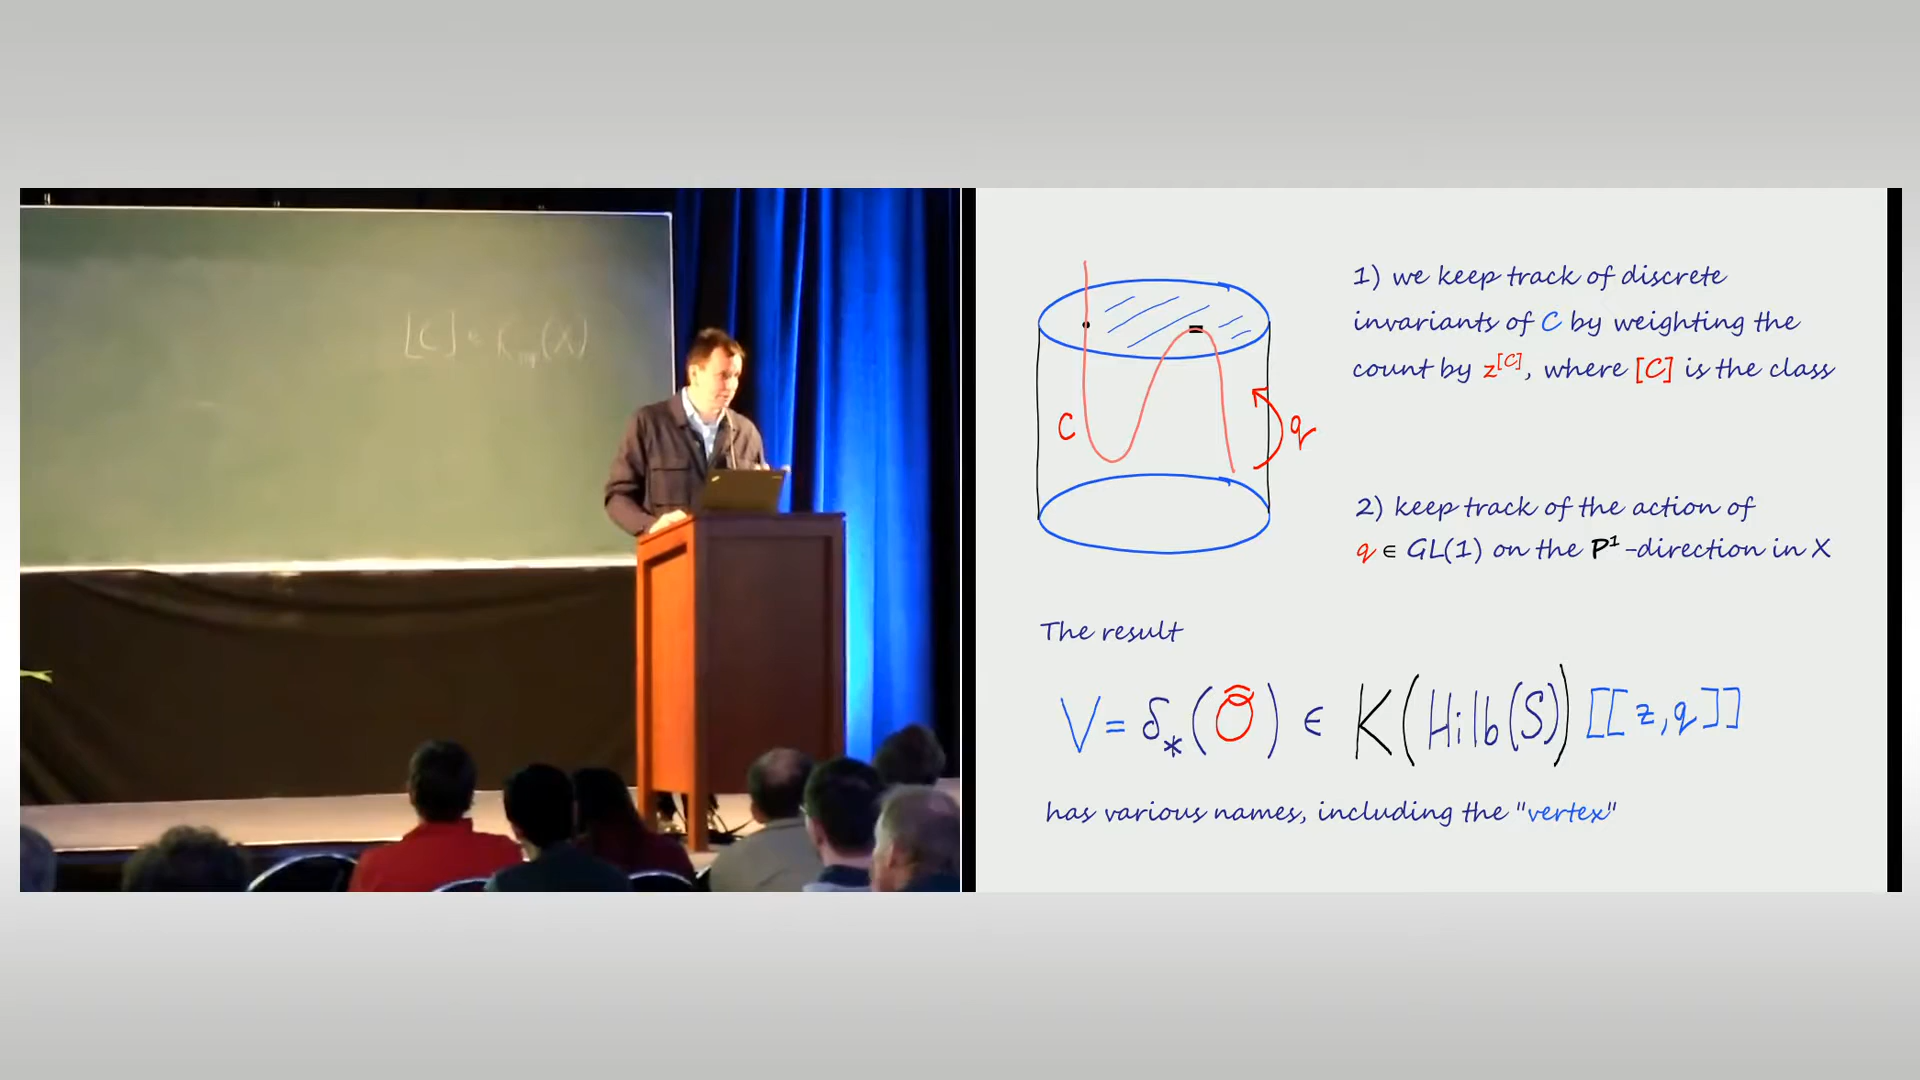 [C] ∈ K_top(X)
1) we keep track of discrete
invariants of C by weighting the
count by z^[C], where [C] is the class
C
q
2) keep track of the action of
q ∈ GL(1) on the P¹-direction in X
The result
V = δ_*(Ô) ∈ K(Hilb(S))[[z,q]]
has various names, including the "vertex"